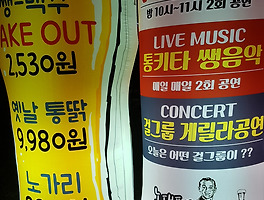 생맥주
TAKE OUT
2,530원
옛날 통닭
9,980원
노가리
밤 10시-11시 2회 공연
LIVE MUSIC
통키타 쌩음악
매일 매일 2회 공연
CONCERT
걸그룹 게릴라공연
오늘은 어떤 걸그룹이 ??